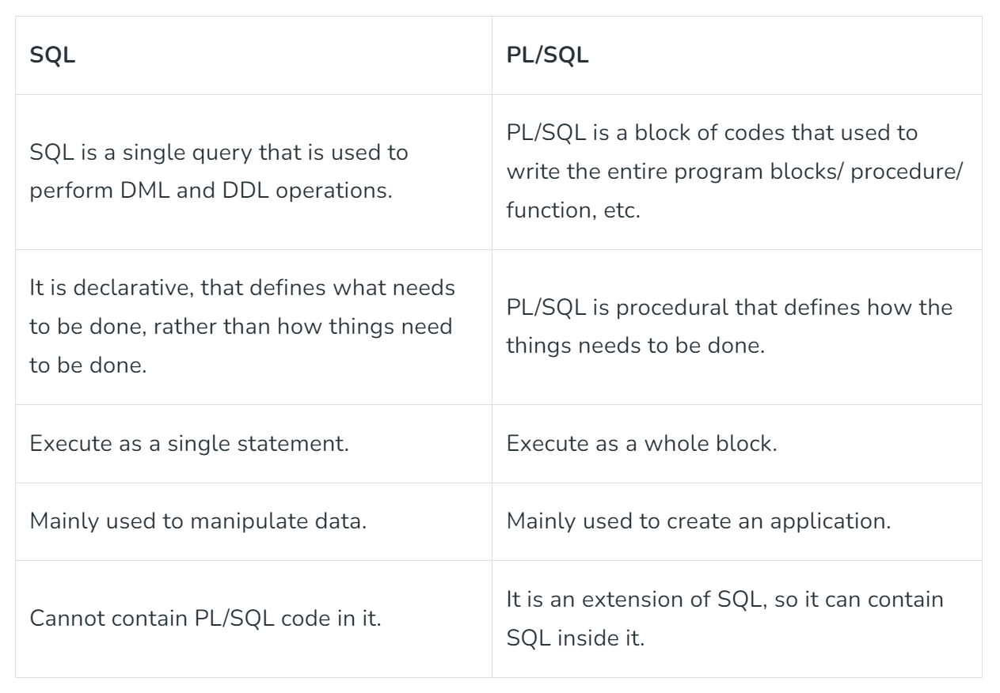 SQL
PL/SQL
SQL is a single query that is used to
perform DML and DDL operations.
PL/SQL is a block of codes that used to
write the entire program blocks/ procedure/
function, etc.
It is declarative, that defines what needs
to be done, rather than how things need
to be done.
PL/SQL is procedural that defines how the
things needs to be done.
Execute as a single statement.
Execute as a whole block.
Mainly used to manipulate data.
Mainly used to create an application.
Cannot contain PL/SQL code in it.
It is an extension of SQL, so it can contain
SQL inside it.